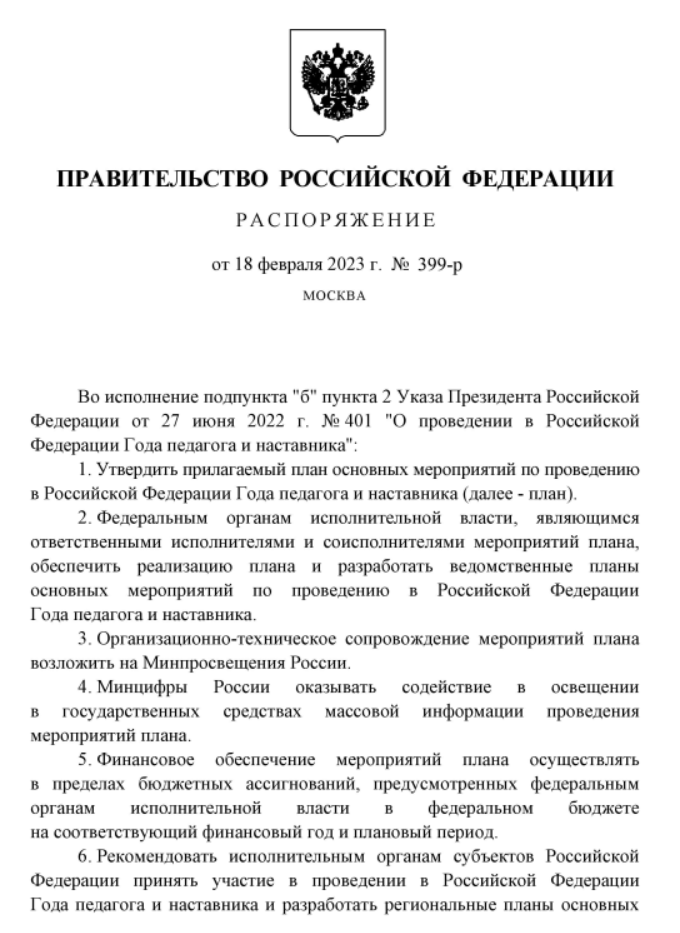 ПРАВИТЕЛЬСТВО РОССИЙСКОЙ ФЕДЕРАЦИИ
РАСПОРЯЖЕНИЕ
от 18 февраля 2023 г. № 399-р
МОСКВА
Во исполнение подпункта "б" пункта 2 Указа Президента Российской
Федерации от 27 июня 2022 г. № 401 "О проведении в Российской
Федерации Года педагога и наставника":
1. Утвердить прилагаемый план основных мероприятий по проведению
в Российской Федерации Года педагога и наставника (далее - план).
2. Федеральным органам исполнительной власти, являющимся
ответственными исполнителями и соисполнителями мероприятий плана,
обеспечить реализацию плана и разработать ведомственные планы
основных мероприятий по проведению в Российской Федерации
Года педагога и наставника.
3. Организационно-техническое сопровождение мероприятий плана
возложить на Минпросвещения России.
4. Минцифры России оказывать содействие в освещении
в государственных средствах массовой информации проведения
мероприятий плана.
5. Финансовое обеспечение мероприятий плана осуществлять
в пределах бюджетных ассигнований, предусмотренных федеральным
органам исполнительной власти в федеральном бюджете
на соответствующий финансовый год и плановый период.
6. Рекомендовать исполнительным органам субъектов Российской
Федерации принять участие в проведении в Российской Федерации
Года педагога и наставника и разработать региональные планы основных